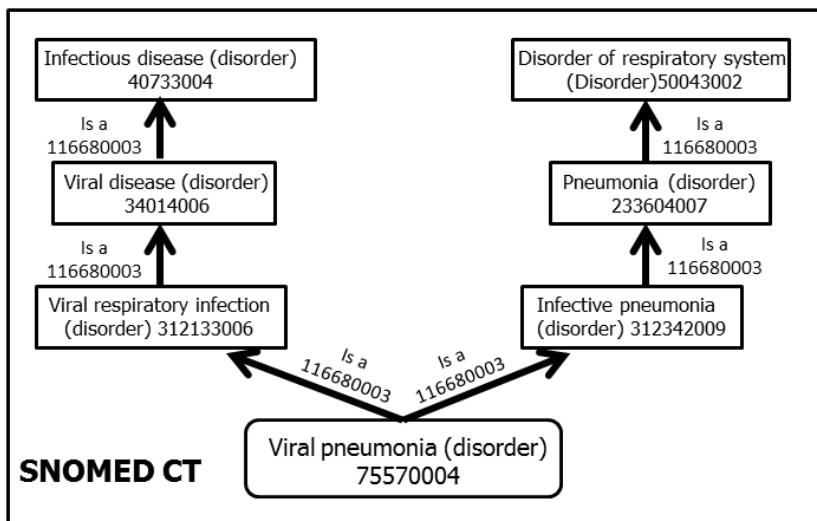 Infectious disease (disorder)
40733004
Disorder of respiratory system
(Disorder)50043002
Is a
116680003
Is a
116680003
Viral disease (disorder)
34014006
Pneumonia (disorder)
233604007
Is a
116680003
Is a
116680003
Viral respiratory infection
(disorder) 312133006
Infective pneumonia
(disorder) 312342009
Is a
116680003
Is a
116680003
Viral pneumonia (disorder)
75570004
SNOMED CT